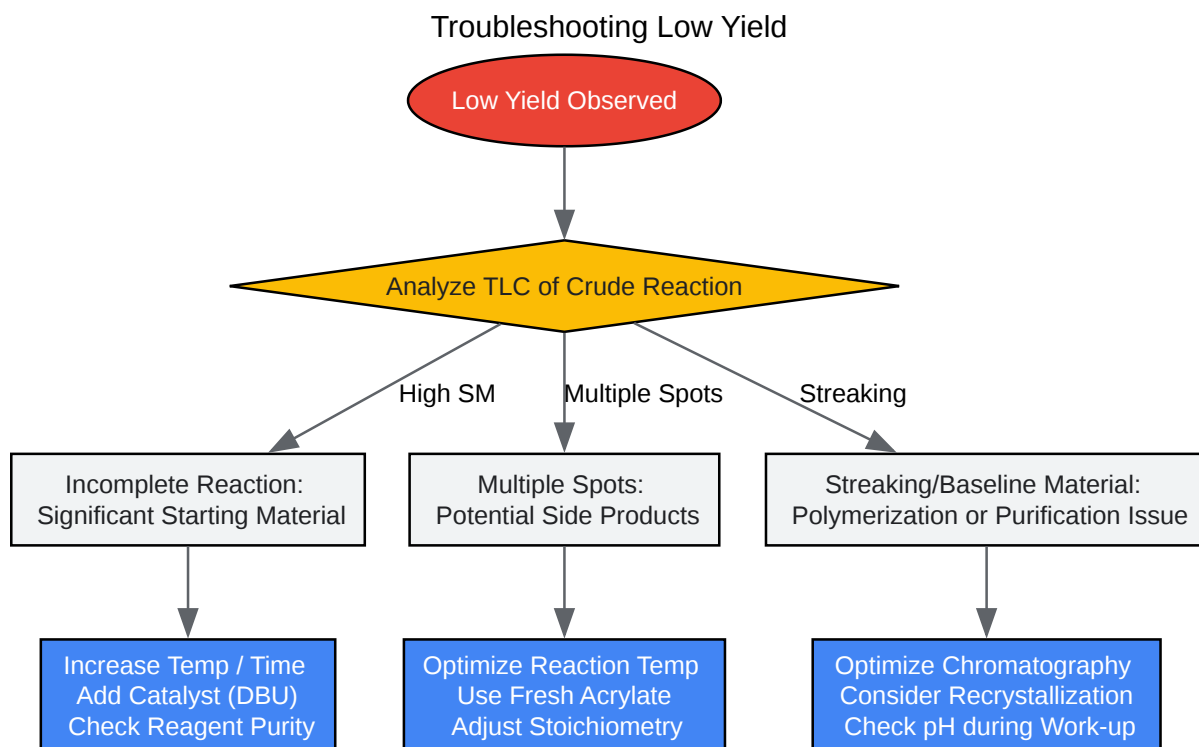 Troubleshooting Low Yield
Low Yield Observed
Analyze TLC of Crude Reaction
High SM
Multiple Spots
Streaking
Incomplete Reaction:
Significant Starting Material
Multiple Spots:
Potential Side Products
Streaking/Baseline Material:
Polymerization or Purification Issue
Increase Temp / Time
Add Catalyst (DBU)
Check Reagent Purity
Optimize Reaction Temp
Use Fresh Acrylate
Adjust Stoichiometry
Optimize Chromatography
Consider Recrystallization
Check pH during Work-up